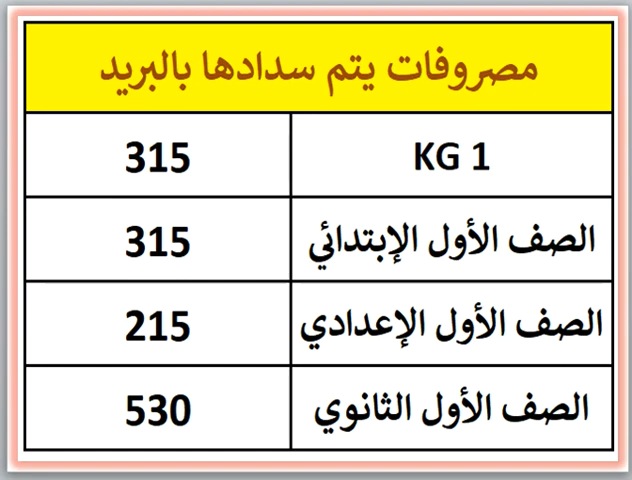 مصروفات يتم سدادها بالبريد
KG 1 315
الصف الأول الإبتدائي 315
الصف الأول الإعدادي 215
الصف الأول الثانوي 530